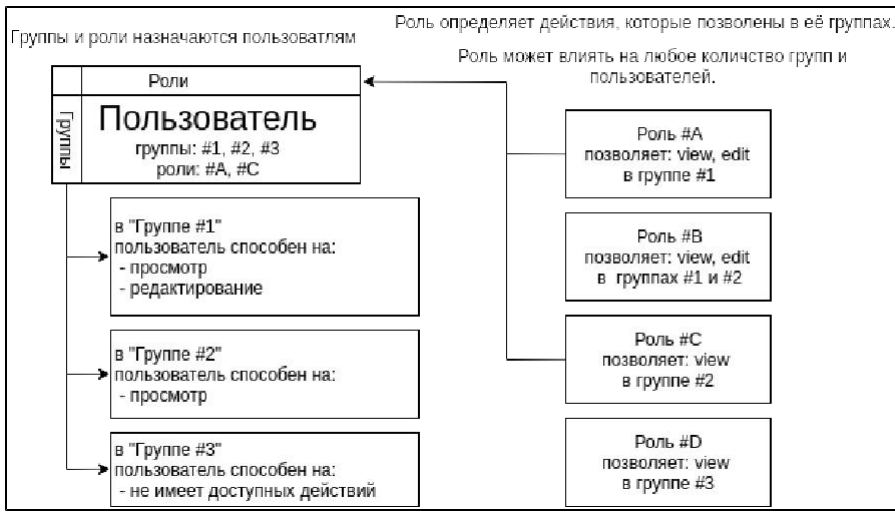 Группы и роли назначаются пользоватлям
Роль определяет действия, которые позволены в её группах.
Роль может влиять на любое количество групп и
пользователей.
Роли
Группы
Пользователь
группы: #1, #2, #3
роли: #A, #C
в "Группе #1"
пользователь способен на:
- просмотр
- редактирование
в "Группе #2"
пользователь способен на:
- просмотр
в "Группе #3"
пользователь способен на:
- не имеет доступных действий
Роль #A
позволяет: view, edit
в группе #1
Роль #B
позволяет: view, edit
в группах #1 и #2
Роль #C
позволяет: view
в группе #2
Роль #D
позволяет: view
в группе #3